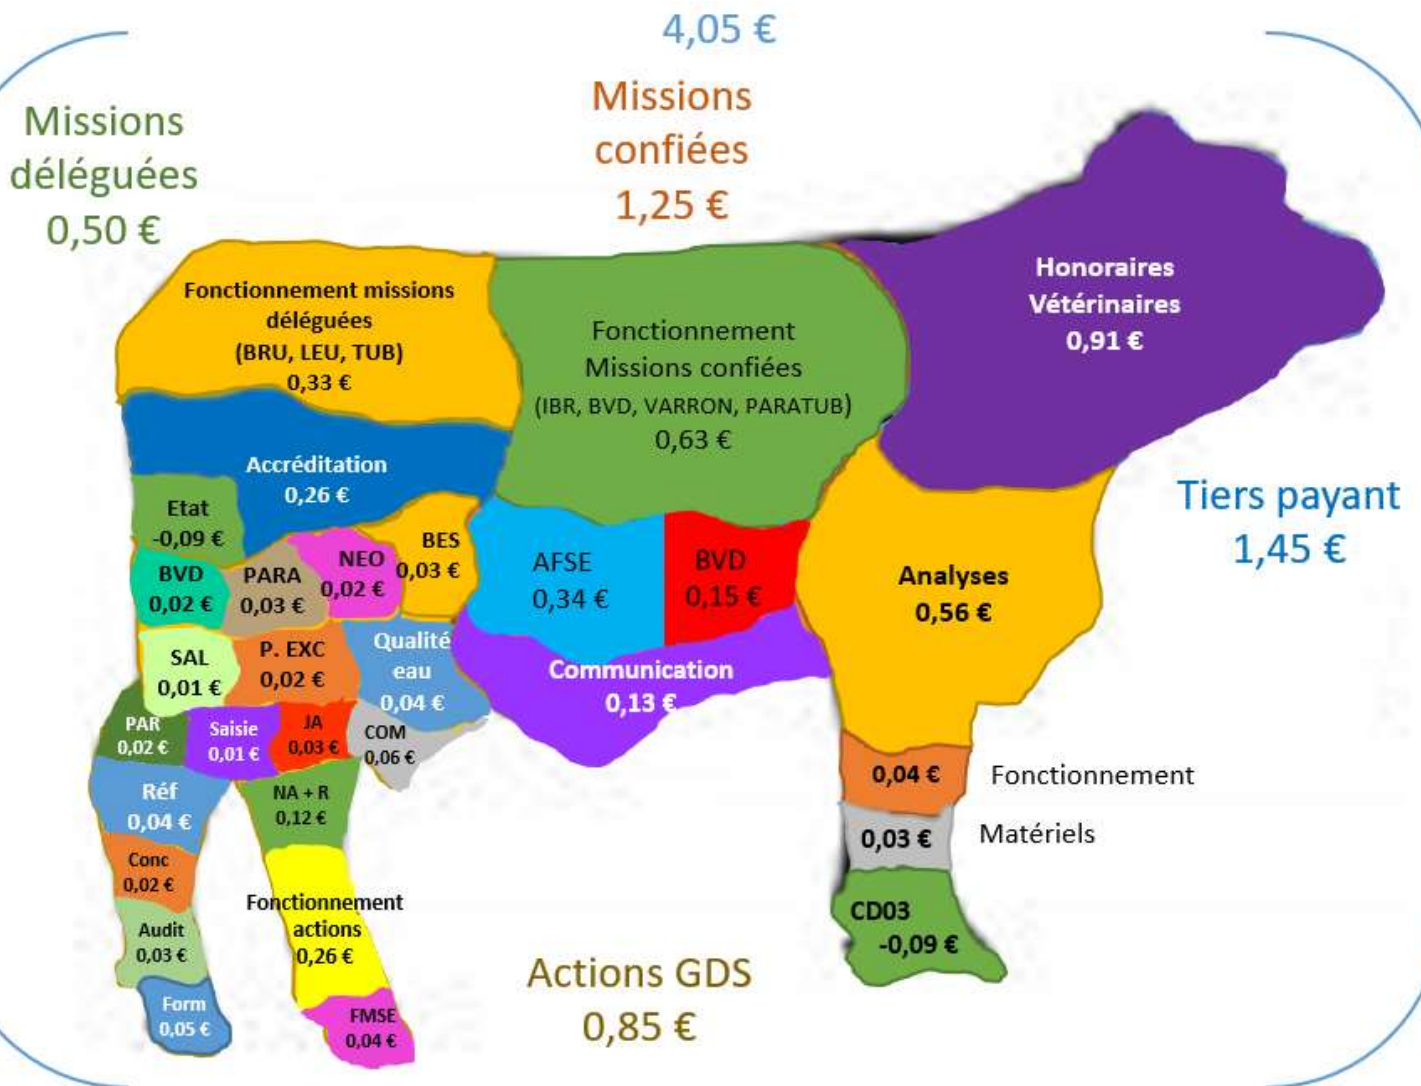 4,05 €
Missions
déléguées
0,50 €
Missions
confiées
1,25 €
Fonctionnement missions
déléguées
(BRU, LEU, TUB)
0,33 €
Fonctionnement
Missions confiées
(IBR, BVD, VARRON, PARATUB)
0,63 €
Honoraires
Vétérinaires
0,91 €
Accréditation
0,26 €
Etat
-0,09 €
BVD
0,02 €
PARA
0,03 €
NEO
0,02 €
BES
0,03 €
AFSE
0,34 €
BVD
0,15 €
Analyses
0,56 €
Tiers payant
1,45 €
SAL
0,01 €
P. EXC
0,02 €
Qualité
eau
0,04 €
Communication
0,13 €
PAR
0,02 €
Saisie
0,01 €
JA
0,03 €
COM
0,06 €
Réf
0,04 €
NA + R
0,12 €
0,04 €
Fonctionnement
0,03 €
Matériels
Conc
0,02 €
Audit
0,03 €
Fonctionnement
actions
0,26 €
CD03
-0,09 €
Form
0,05 €
FMSE
0,04 €
Actions GDS
0,85 €